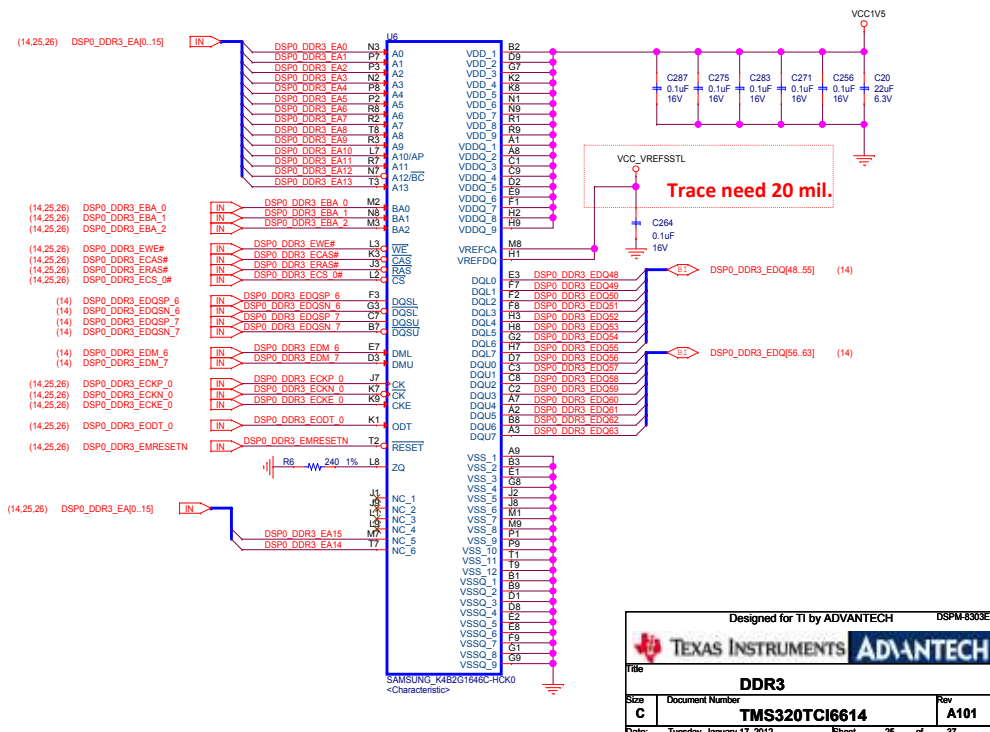 VCC1V5
U6
(14,25,26) DSP0_DDR3_EA[0..15] IN
DSP0_DDR3_EA0 N3 A0
DSP0_DDR3_EA1 P7 A1
DSP0_DDR3_EA2 P3 A2
DSP0_DDR3_EA3 N2 A3
DSP0_DDR3_EA4 P8 A4
DSP0_DDR3_EA5 P2 A5
DSP0_DDR3_EA6 R8 A6
DSP0_DDR3_EA7 R2 A7
DSP0_DDR3_EA8 T8 A8
DSP0_DDR3_EA9 R3 A9
DSP0_DDR3_EA10 L7 A10/AP
DSP0_DDR3_EA11 R7 A11
DSP0_DDR3_EA12 N7 A12/BC
DSP0_DDR3_EA13 T3 A13
(14,25,26) DSP0_DDR3_EBA_0 IN DSP0_DDR3_EBA_0 M2 BA0
(14,25,26) DSP0_DDR3_EBA_1 IN DSP0_DDR3_EBA_1 N8 BA1
(14,25,26) DSP0_DDR3_EBA_2 IN DSP0_DDR3_EBA_2 M3 BA2
(14,25,26) DSP0_DDR3_EWE# IN DSP0_DDR3_EWE# L3 WE
(14,25,26) DSP0_DDR3_ECAS# IN DSP0_DDR3_ECAS# K3 CAS
(14,25,26) DSP0_DDR3_ERAS# IN DSP0_DDR3_ERAS# J3 RAS
(14,25,26) DSP0_DDR3_ECS_0# IN DSP0_DDR3_ECS_0# L2 CS
(14) DSP0_DDR3_EDQSP_6 IN DSP0_DDR3_EDQSP_6 F3 DQSL
(14) DSP0_DDR3_EDQSN_6 IN DSP0_DDR3_EDQSN_6 G3 DQSL
(14) DSP0_DDR3_EDQSP_7 IN DSP0_DDR3_EDQSP_7 C7 DQSU
(14) DSP0_DDR3_EDQSN_7 IN DSP0_DDR3_EDQSN_7 B7 DQSU
(14) DSP0_DDR3_EDM_6 IN DSP0_DDR3_EDM_6 E7 DML
(14) DSP0_DDR3_EDM_7 IN DSP0_DDR3_EDM_7 D3 DMU
(14,25,26) DSP0_DDR3_ECKP_0 IN DSP0_DDR3_ECKP_0 J7 CK
(14,25,26) DSP0_DDR3_ECKN_0 IN DSP0_DDR3_ECKN_0 K7 CK
(14,25,26) DSP0_DDR3_ECKE_0 IN DSP0_DDR3_ECKE_0 K9 CKE
(14,25,26) DSP0_DDR3_EODT_0 IN DSP0_DDR3_EODT_0 K1 ODT
(14,25,26) DSP0_DDR3_EMRESETN IN DSP0_DDR3_EMRESETN T2 RESET
R6 240 1% L8 ZQ
J1 NC_1
J9 NC_2
L1 NC_3
L9 NC_4
(14,25,26) DSP0_DDR3_EA[0..15] IN
DSP0_DDR3_EA15 M7 NC_5
DSP0_DDR3_EA14 T7 NC_6
VDD_1 B2
VDD_2 D9
VDD_3 G7
VDD_4 K2
VDD_5 K8
VDD_6 N1
VDD_7 N9
VDD_8 R1
VDD_9 R9
VDDQ_1 A1
VDDQ_2 A8
VDDQ_3 C1
VDDQ_4 C9
VDDQ_5 D2
VDDQ_6 E9
VDDQ_7 F1
VDDQ_8 H2
VDDQ_9 H9
VREFCA M8
VREFDQ H1
DQL0 E3 DSP0_DDR3_EDQ48
DQL1 F7 DSP0_DDR3_EDQ49
DQL2 F2 DSP0_DDR3_EDQ50
DQL3 F8 DSP0_DDR3_EDQ51
DQL4 H3 DSP0_DDR3_EDQ52
DQL5 H8 DSP0_DDR3_EDQ53
DQL6 G2 DSP0_DDR3_EDQ54
DQL7 H7 DSP0_DDR3_EDQ55
DQU0 D7 DSP0_DDR3_EDQ56
DQU1 C3 DSP0_DDR3_EDQ57
DQU2 C8 DSP0_DDR3_EDQ58
DQU3 C2 DSP0_DDR3_EDQ59
DQU4 A7 DSP0_DDR3_EDQ60
DQU5 A2 DSP0_DDR3_EDQ61
DQU6 B8 DSP0_DDR3_EDQ62
DQU7 A3 DSP0_DDR3_EDQ63
BI DSP0_DDR3_EDQ[48..55] (14)
BI DSP0_DDR3_EDQ[56..63] (14)
VSS_1 A9
VSS_2 B3
VSS_3 E1
VSS_4 G8
VSS_5 J2
VSS_6 J8
VSS_7 M1
VSS_8 M9
VSS_9 P1
VSS_10 P9
VSS_11 T1
VSS_12 T9
VSSQ_1 B1
VSSQ_2 B9
VSSQ_3 D1
VSSQ_4 D8
VSSQ_5 E2
VSSQ_6 E8
VSSQ_7 F9
VSSQ_8 G1
VSSQ_9 G9
SAMSUNG_K4B2G1646C-HCK0
<Characteristic>
C287 C275 C283 C271 C256 C20
0.1uF 0.1uF 0.1uF 0.1uF 0.1uF 22uF
16V 16V 16V 16V 16V 6.3V
VCC_VREFSSTL
Trace need 20 mil.
C264
0.1uF
16V
Designed for TI by ADVANTECH DSPM-8303E
TEXAS INSTRUMENTS ADVANTECH
Title
DDR3
Size Document Number Rev
C TMS320TCI6614 A101
Date: Tuesday, January 17, 2012 Sheet 25 of 37